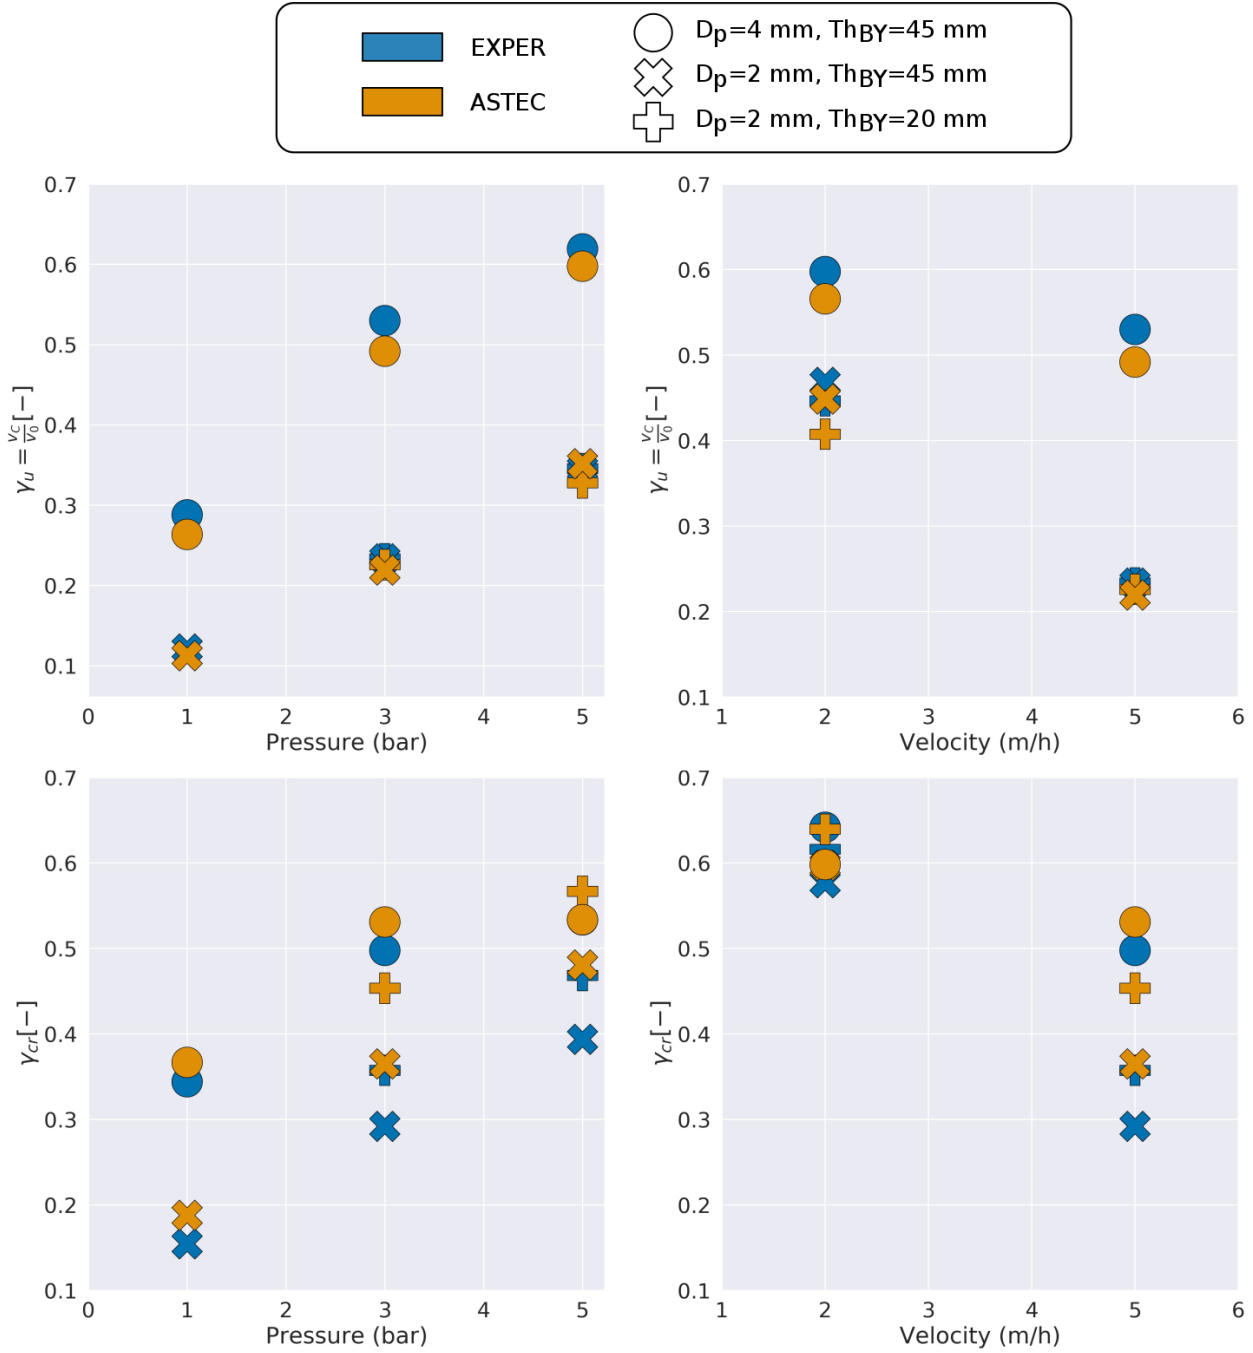 EXPER
ASTEC
Dp=4 mm, ThBY=45 mm
Dp=2 mm, ThBY=45 mm
Dp=2 mm, ThBY=20 mm
0.7
0.6
0.5
0.4
0.3
0.2
0.1
γu = vC/v0 [−]
0 1 2 3 4 5
Pressure (bar)
0.7
0.6
0.5
0.4
0.3
0.2
0.1
γu = vC/v0 [−]
1 2 3 4 5 6
Velocity (m/h)
0.7
0.6
0.5
0.4
0.3
0.2
0.1
γcr[−]
0 1 2 3 4 5
Pressure (bar)
0.7
0.6
0.5
0.4
0.3
0.2
0.1
γcr[−]
1 2 3 4 5 6
Velocity (m/h)